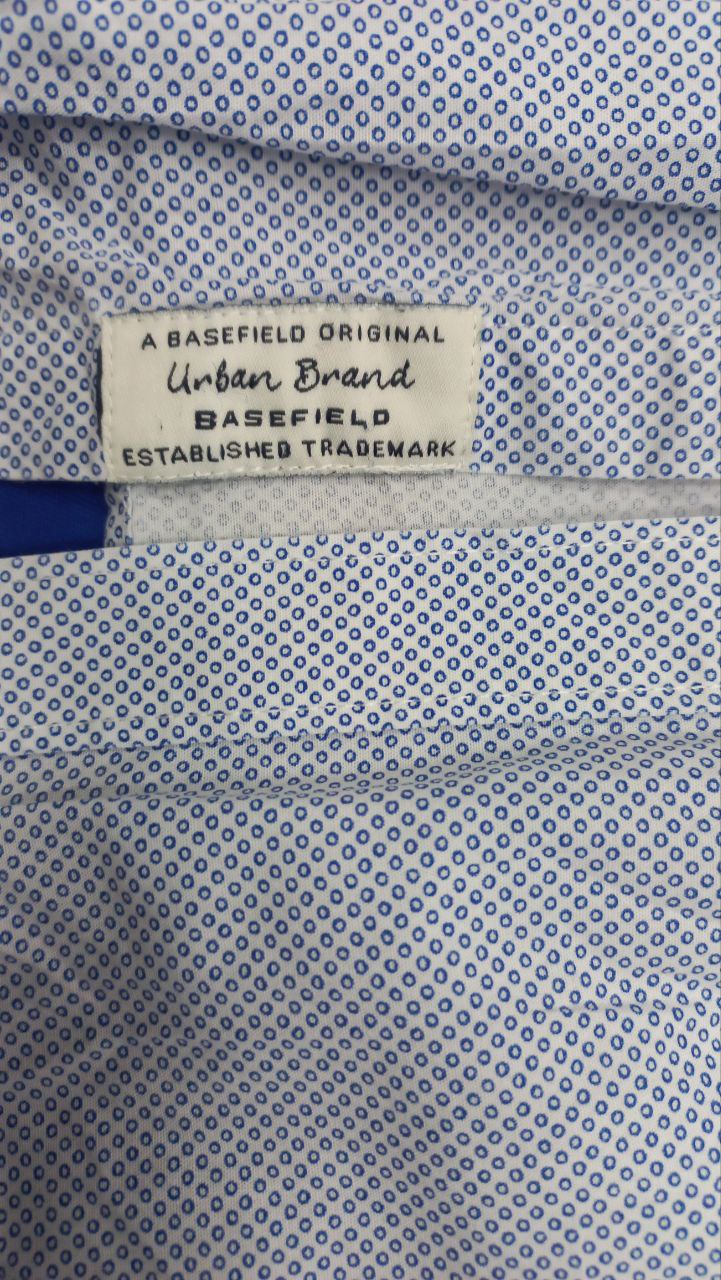 A BASEFIELD ORIGINAL
Urban Brand
BASEFIELD
ESTABLISHED TRADEMARK